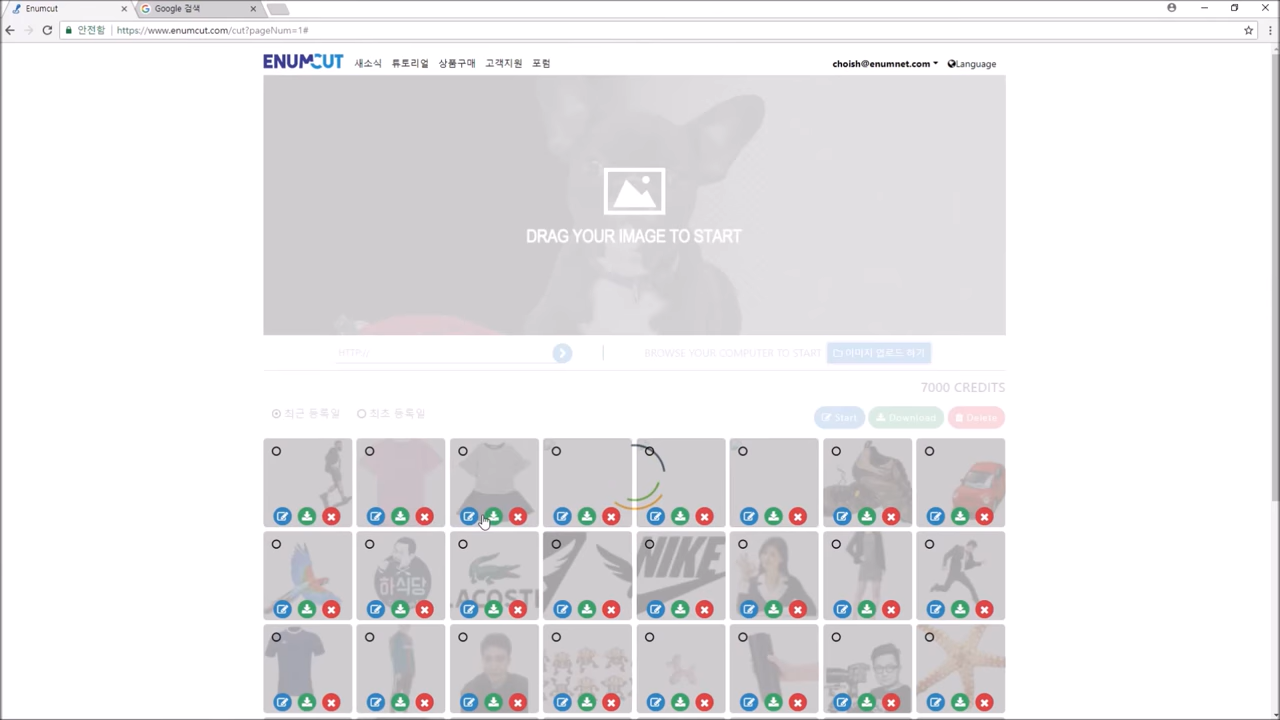 Enumcut
Google 검색
안전함
https://www.enumcut.com/cut?pageNum=1#
ENUMCUT 새소식 튜토리얼 상품구매 고객지원 포럼 choish@enumnet.com Language
DRAG YOUR IMAGE TO START
HTTP:// BROWSE YOUR COMPUTER TO START 이미지 업로드 하기
7000 CREDITS
최근 등록일 최초 등록일 Start Download Delete
하식당
LACOSTE
NIKE